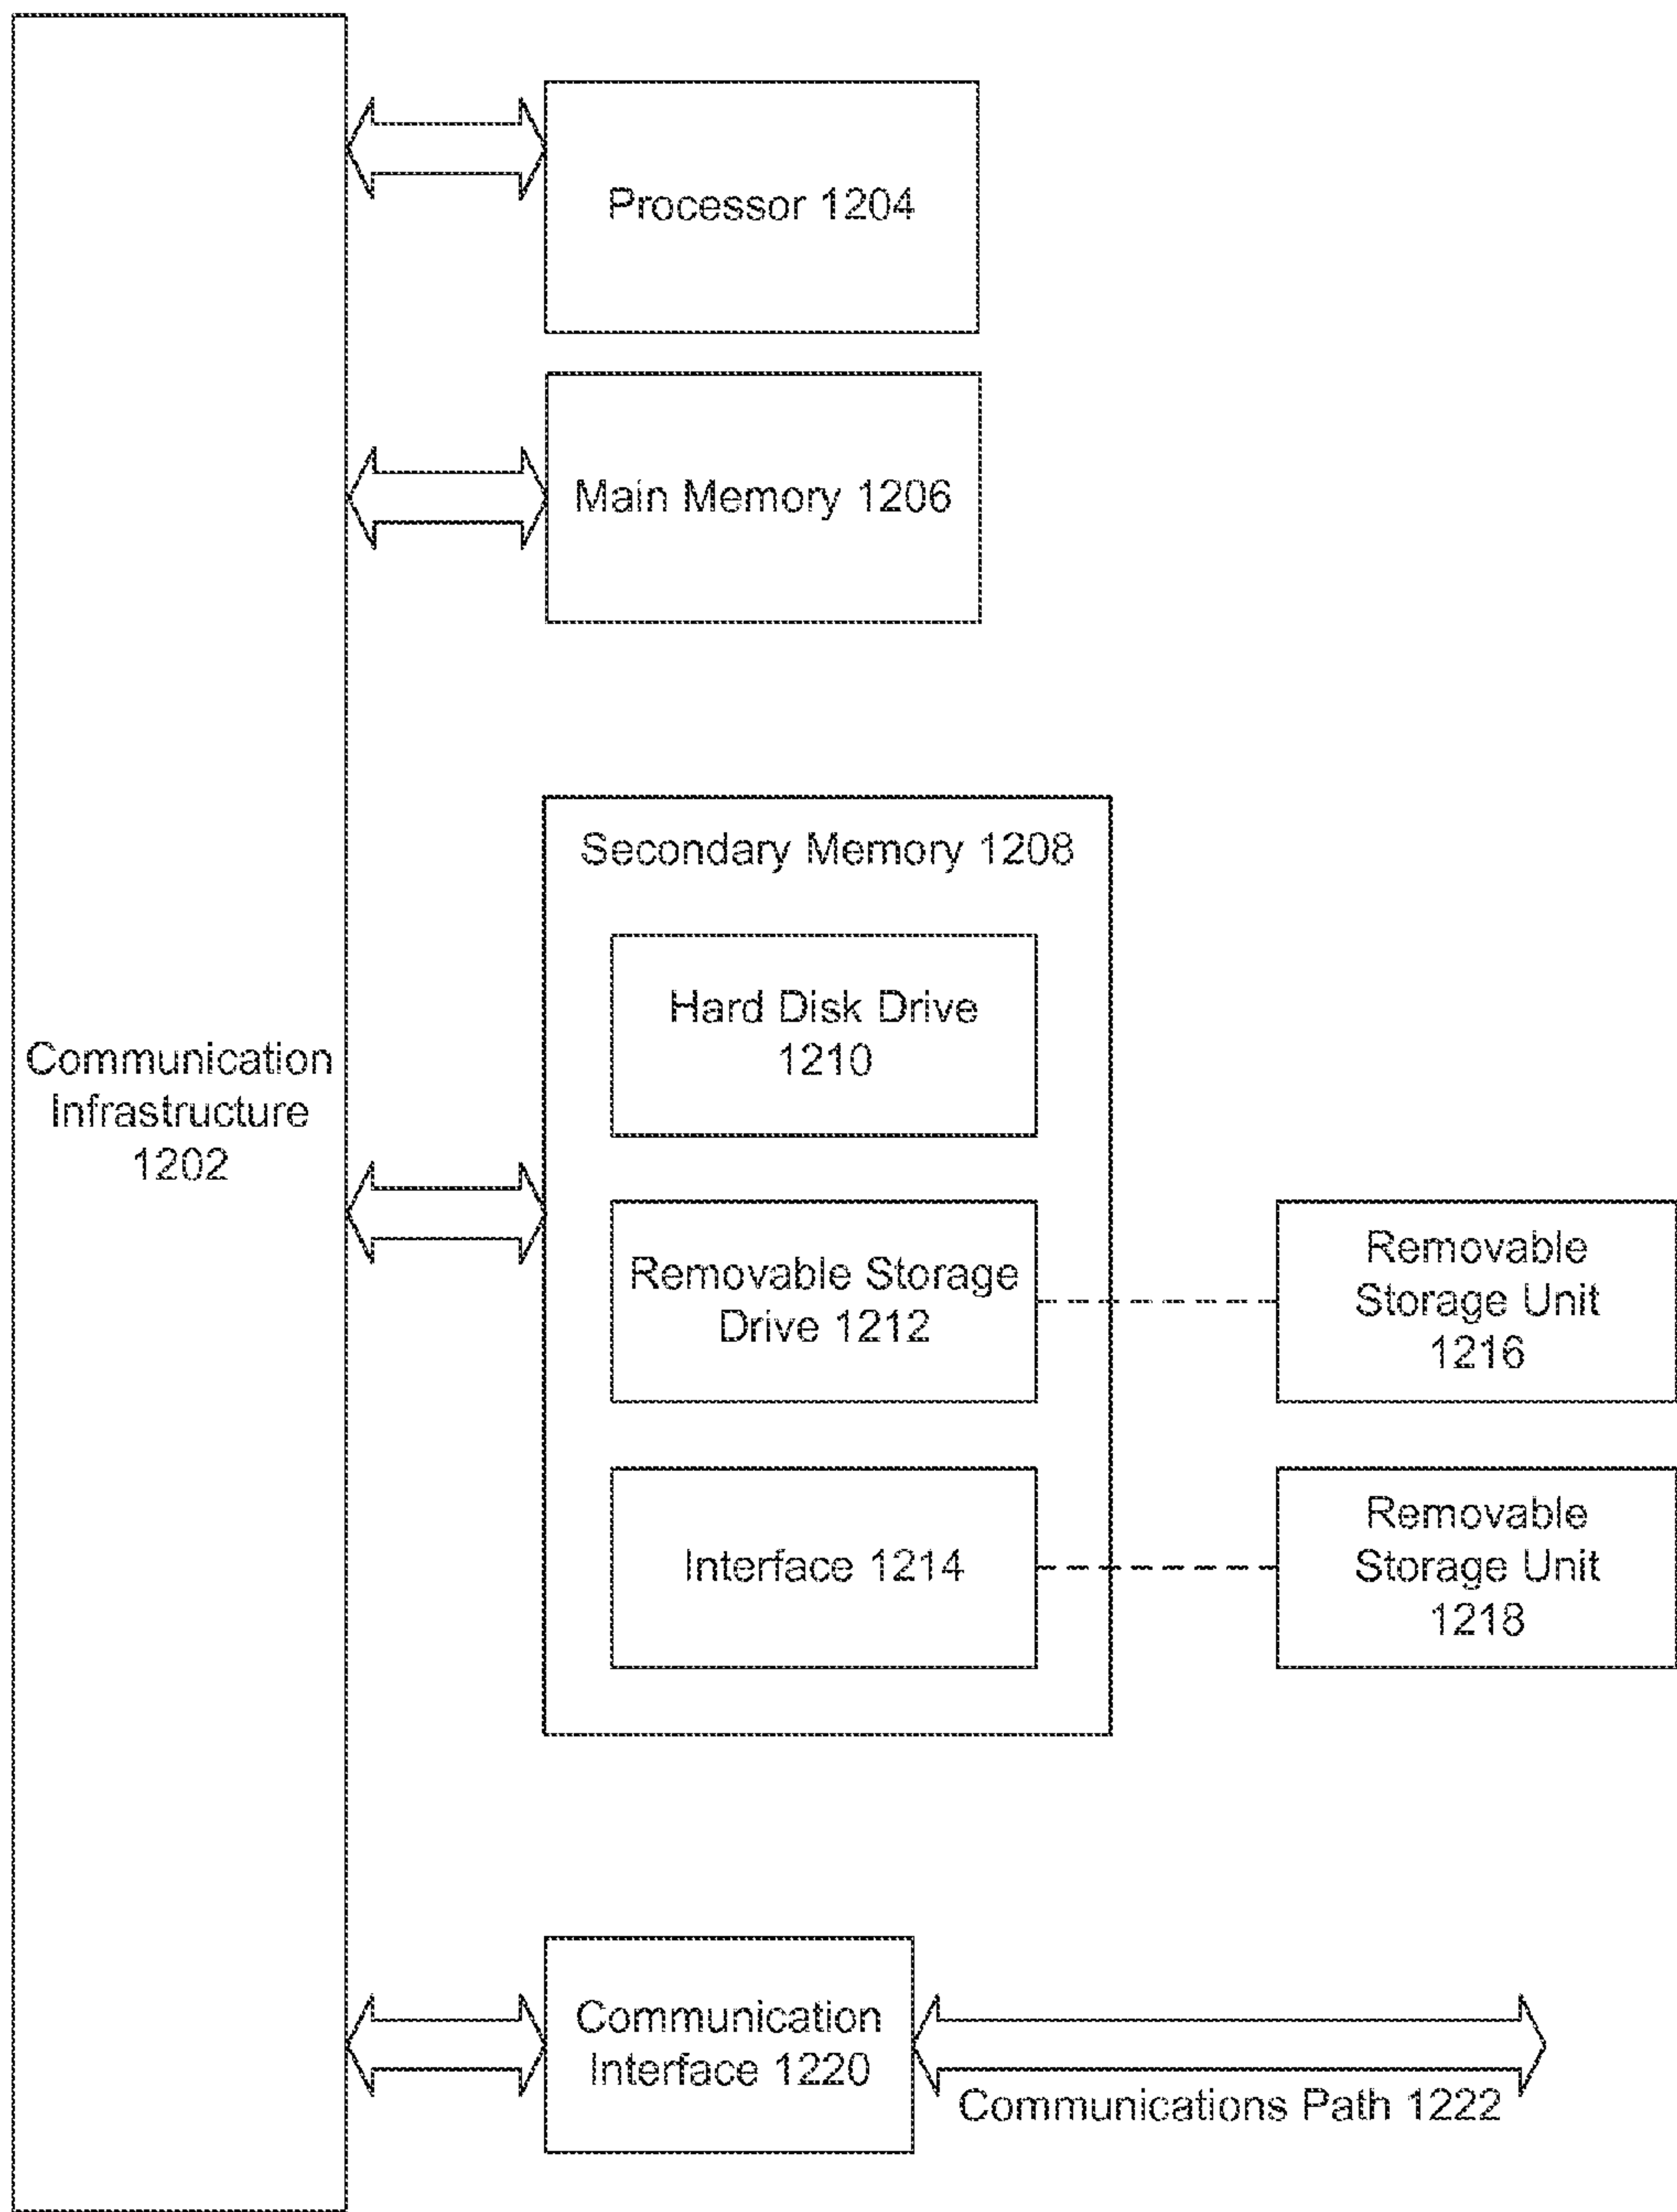 Processor 1204
Main Memory 1206
Secondary Memory 1208
Hard Disk Drive
1210
Communication
Infrastructure
1202
Removable Storage
Drive 1212
Removable
Storage Unit
1216
Interface 1214
Removable
Storage Unit
1218
Communication
Interface 1220
Communications Path 1222